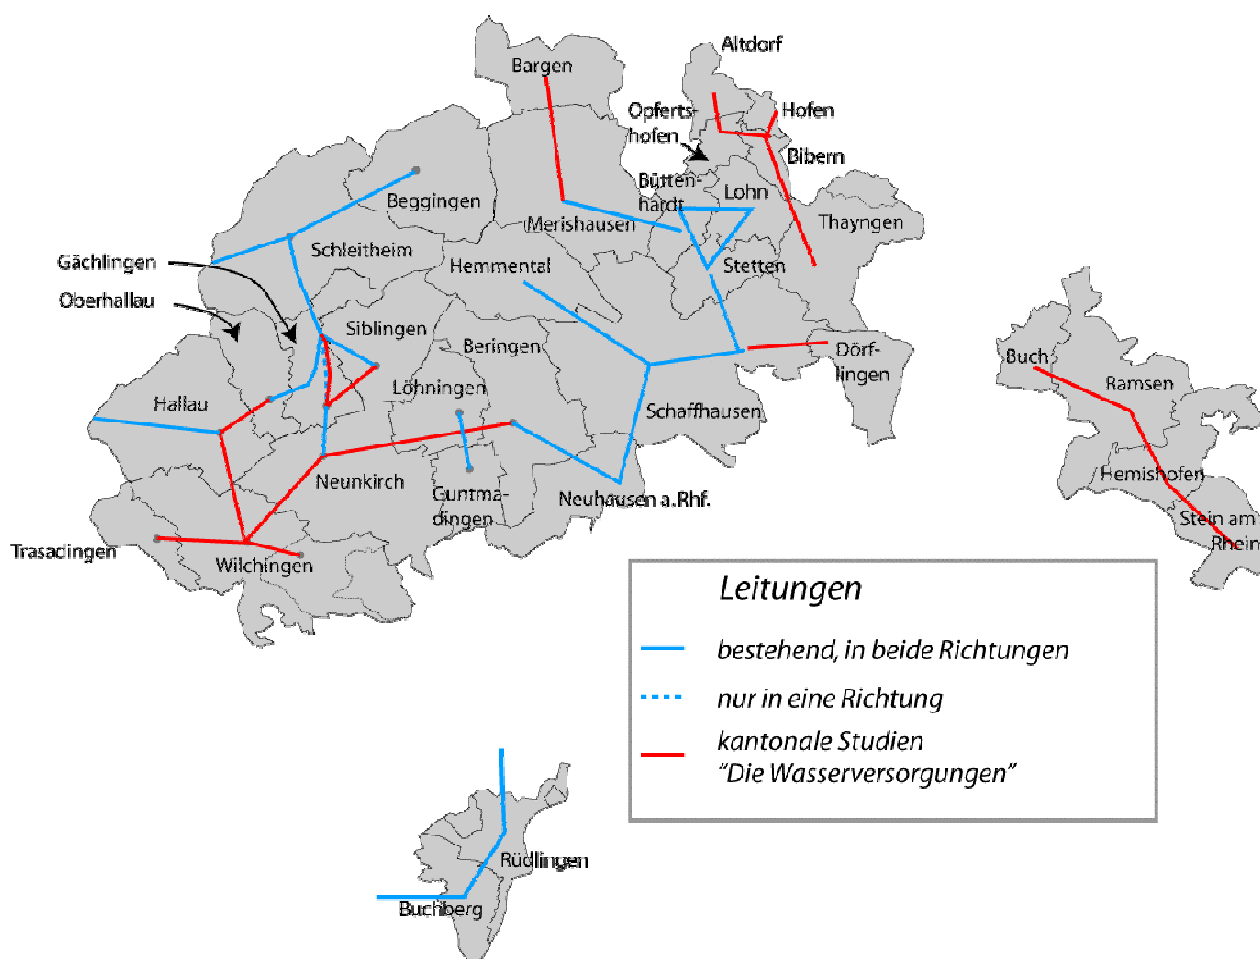 Altdorf
Bargen
Opferts-
hofen
Hofen
Bibern
Bütten-
hardt
Lohn
Beggingen
Merishausen
Thayngen
Schleitheim
Gächlingen
Hemmental
Stetten
Oberhallau
Siblingen
Beringen
Dörf-
lingen
Buch
Ramsen
Löhningen
Hallau
Schaffhausen
Hemishofen
Neunkirch
Guntma-
dingen
Neuhausen a.Rhf.
Stein am
Rhein
Trasadingen
Wilchingen
Leitungen
bestehend, in beide Richtungen
nur in eine Richtung
kantonale Studien
“Die Wasserversorgungen”
Rüdlingen
Buchberg